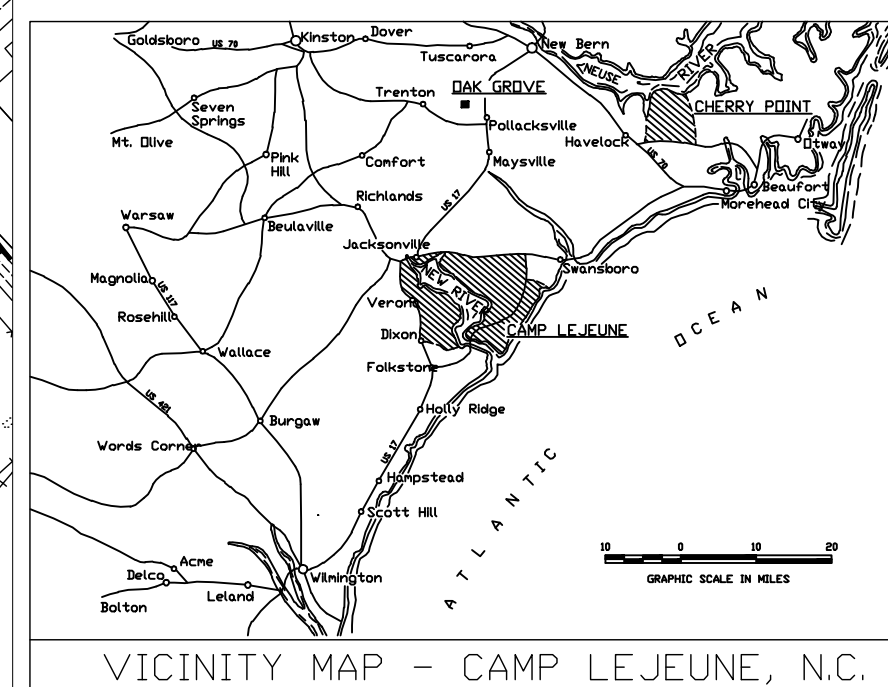 Goldsboro
US 70
Kinston
Dover
Tuscarora
New Bern
NEUSE
RIVER
Trenton
OAK GROVE
Seven
Springs
CHERRY POINT
Pollacksville
Mt. Olive
Havelock
Otway
Pink
Hill
Comfort
Maysville
US 70
Richlands
US 17
Beaufort
Morehead City
Warsaw
Beulaville
Jacksonville
Swansboro
Magnolia
US 117
NEW RIVER
Verona
OCEAN
Rosehill
Dixon
CAMP LEJEUNE
Wallace
Folkstone
US 421
Holly Ridge
Burgaw
Words Corner
US 17
ATLANTIC
Hampstead
Scott Hill
10 0 10 20
GRAPHIC SCALE IN MILES
Acme
Delco
Wilmington
Leland
Bolton
VICINITY MAP - CAMP LEJEUNE, N.C.